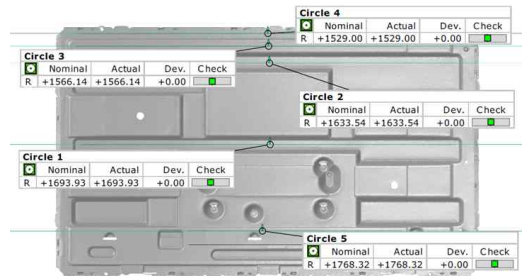 Circle 4
Nominal Actual Dev. Check
R +1529.00 +1529.00 +0.00
Circle 3
Nominal Actual Dev. Check
R +1566.14 +1566.14 +0.00
Circle 2
Nominal Actual Dev. Check
R +1633.54 +1633.54 +0.00
Circle 1
Nominal Actual Dev. Check
R +1693.93 +1693.93 +0.00
Circle 5
Nominal Actual Dev. Check
R +1768.32 +1768.32 +0.00